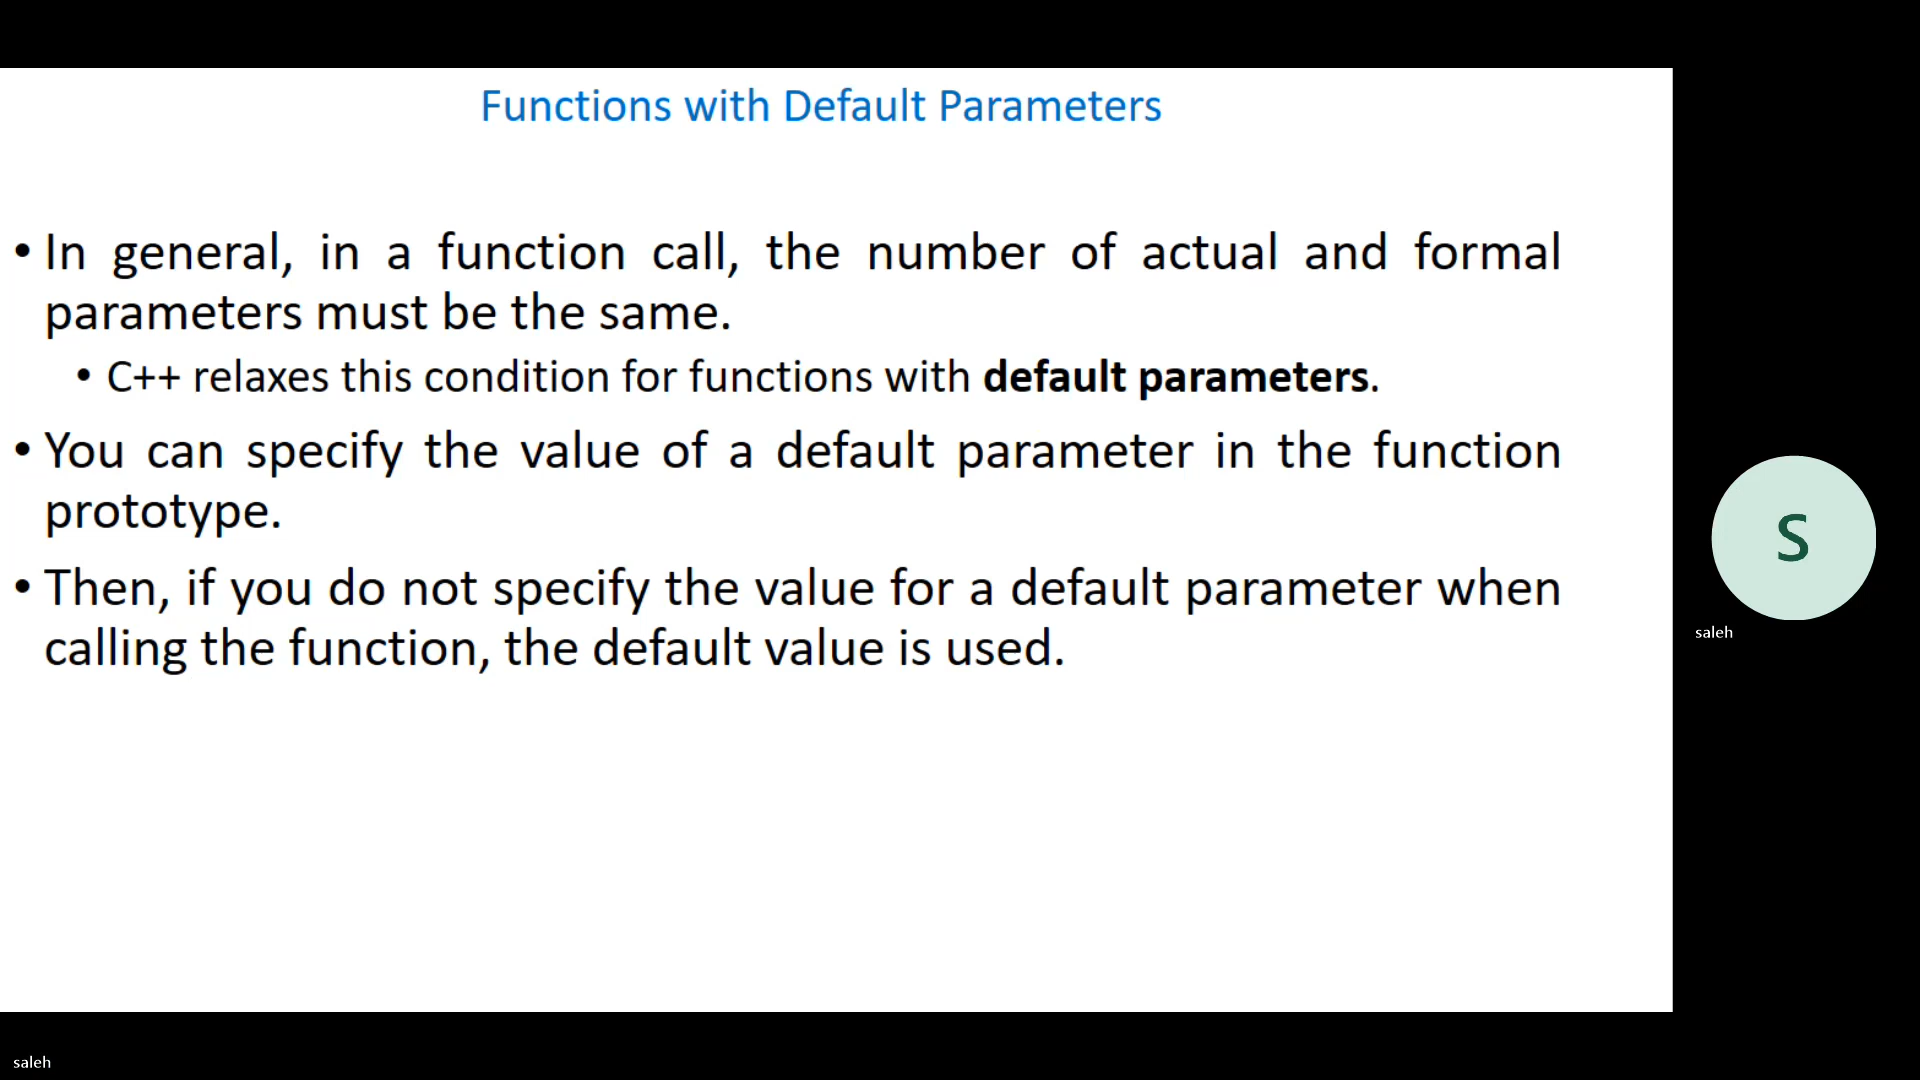 Functions with Default Parameters
• In general, in a function call, the number of actual and formal
parameters must be the same.
• C++ relaxes this condition for functions with default parameters.
• You can specify the value of a default parameter in the function
prototype.
• Then, if you do not specify the value for a default parameter when
calling the function, the default value is used.
S
saleh
saleh